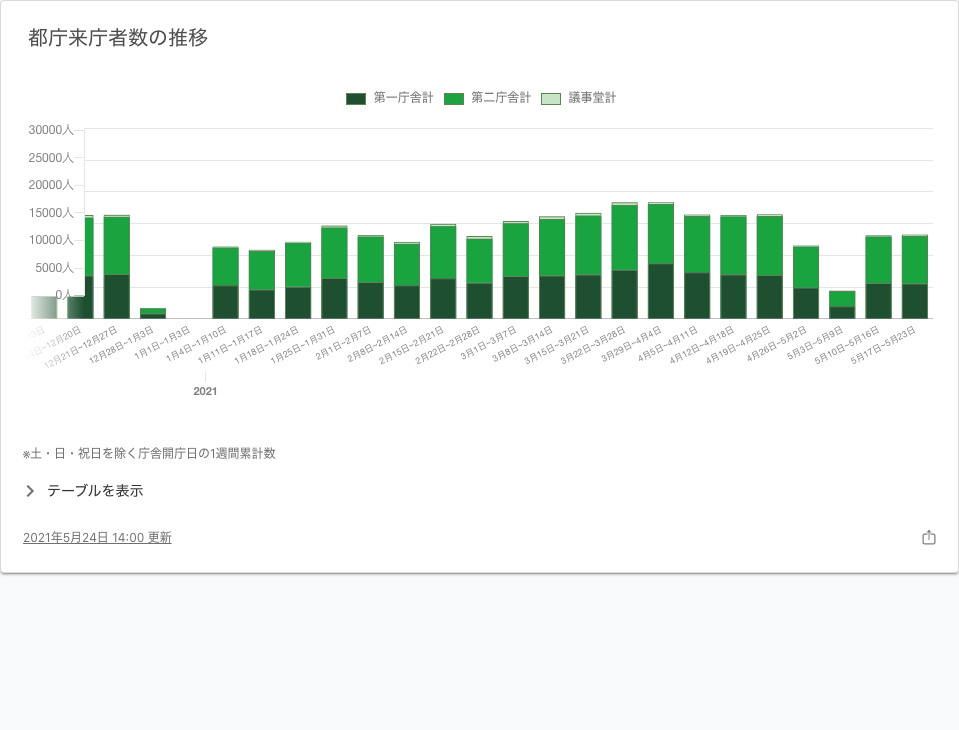 都庁来庁者数の推移
第一庁舎計 第二庁舎計 議事堂計
30000人
25000人
20000人
15000人
10000人
5000人
0人
12月21日~12月27日
12月28日~1月3日
1月1日~1月3日
1月4日~1月10日
1月11日~1月17日
1月18日~1月24日
1月25日~1月31日
2月1日~2月7日
2月8日~2月14日
2月15日~2月21日
2月22日~2月28日
3月1日~3月7日
3月8日~3月14日
3月15日~3月21日
3月22日~3月28日
3月29日~4月4日
4月5日~4月11日
4月12日~4月18日
4月19日~4月25日
4月26日~5月2日
5月3日~5月9日
5月10日~5月16日
5月17日~5月23日
2021
※土・日・祝日を除く庁舎開庁日の1週間累計数
テーブルを表示
2021年5月24日 14:00 更新